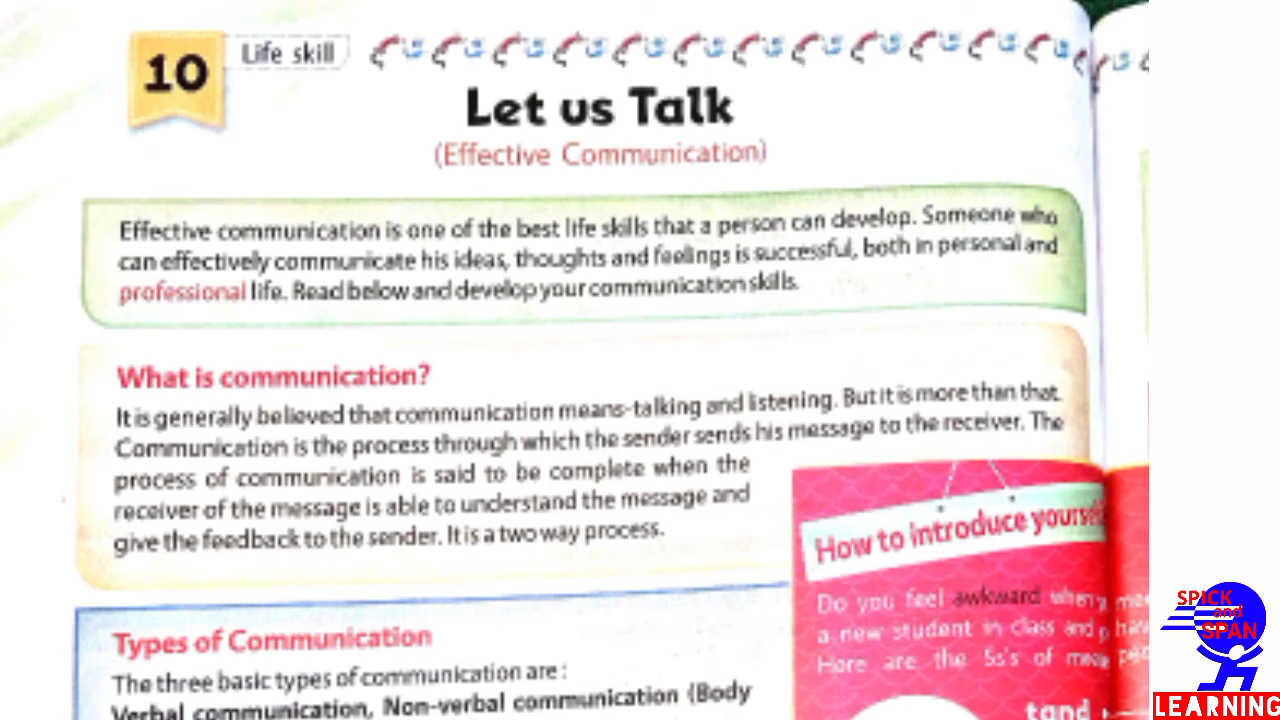 10
Life skill
Let us Talk
(Effective Communication)
Effective communication is one of the best life skills that a person can develop. Someone who
can effectively communicate his ideas, thoughts and feelings is successful, both in personal and
professional life. Read below and develop your communication skills.
What is communication?
It is generally believed that communication means-talking and listening. But it is more than that.
Communication is the process through which the sender sends his message to the receiver. The
process of communication is said to be complete when the
receiver of the message is able to understand the message and
give the feedback to the sender. It is a two way process.
Types of Communication
The three basic types of communication are :
Verbal communication, Non-verbal communication (Body
How to introduce yourself
Do you feel awkward when
a new student in class and
Here are the 5s's of
tand
SPICK
and
SPAN
LEARNING